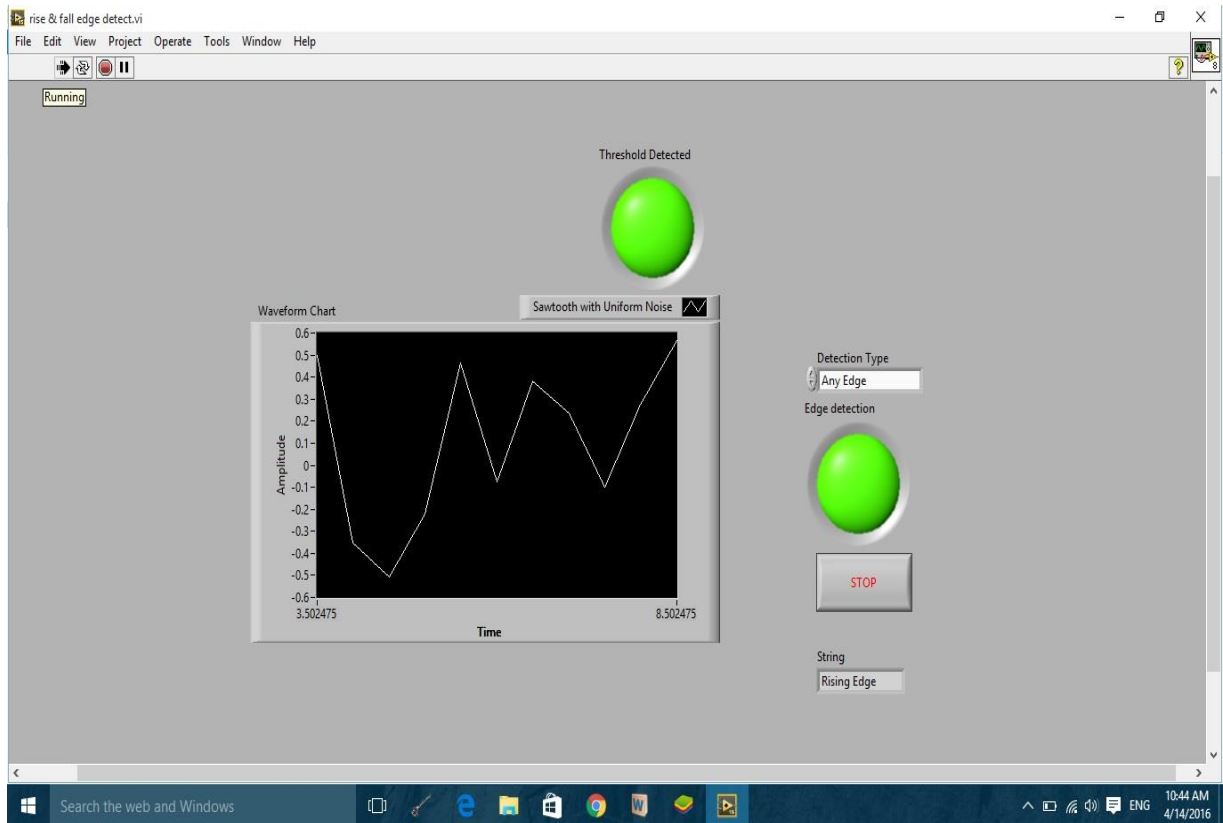 rise & fall edge detect.vi
File Edit View Project Operate Tools Window Help
Running
8
Threshold Detected
Waveform Chart
Sawtooth with Uniform Noise
0.6
0.5
0.4
0.3
0.2
0.1
0
-0.1
-0.2
-0.3
-0.4
-0.5
-0.6
Amplitude
3.502475
8.502475
Time
Detection Type
Any Edge
Edge detection
STOP
String
Rising Edge
Search the web and Windows
ENG
10:44 AM
4/14/2016